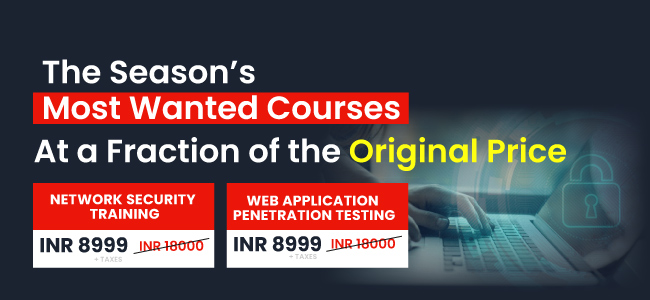 The Season's
Most Wanted Courses
At a Fraction of the Original Price
NETWORK SECURITY
TRAINING
INR 8999 INR 18000
+ TAXES
WEB APPLICATION
PENETRATION TESTING
INR 8999 INR 18000
+ TAXES